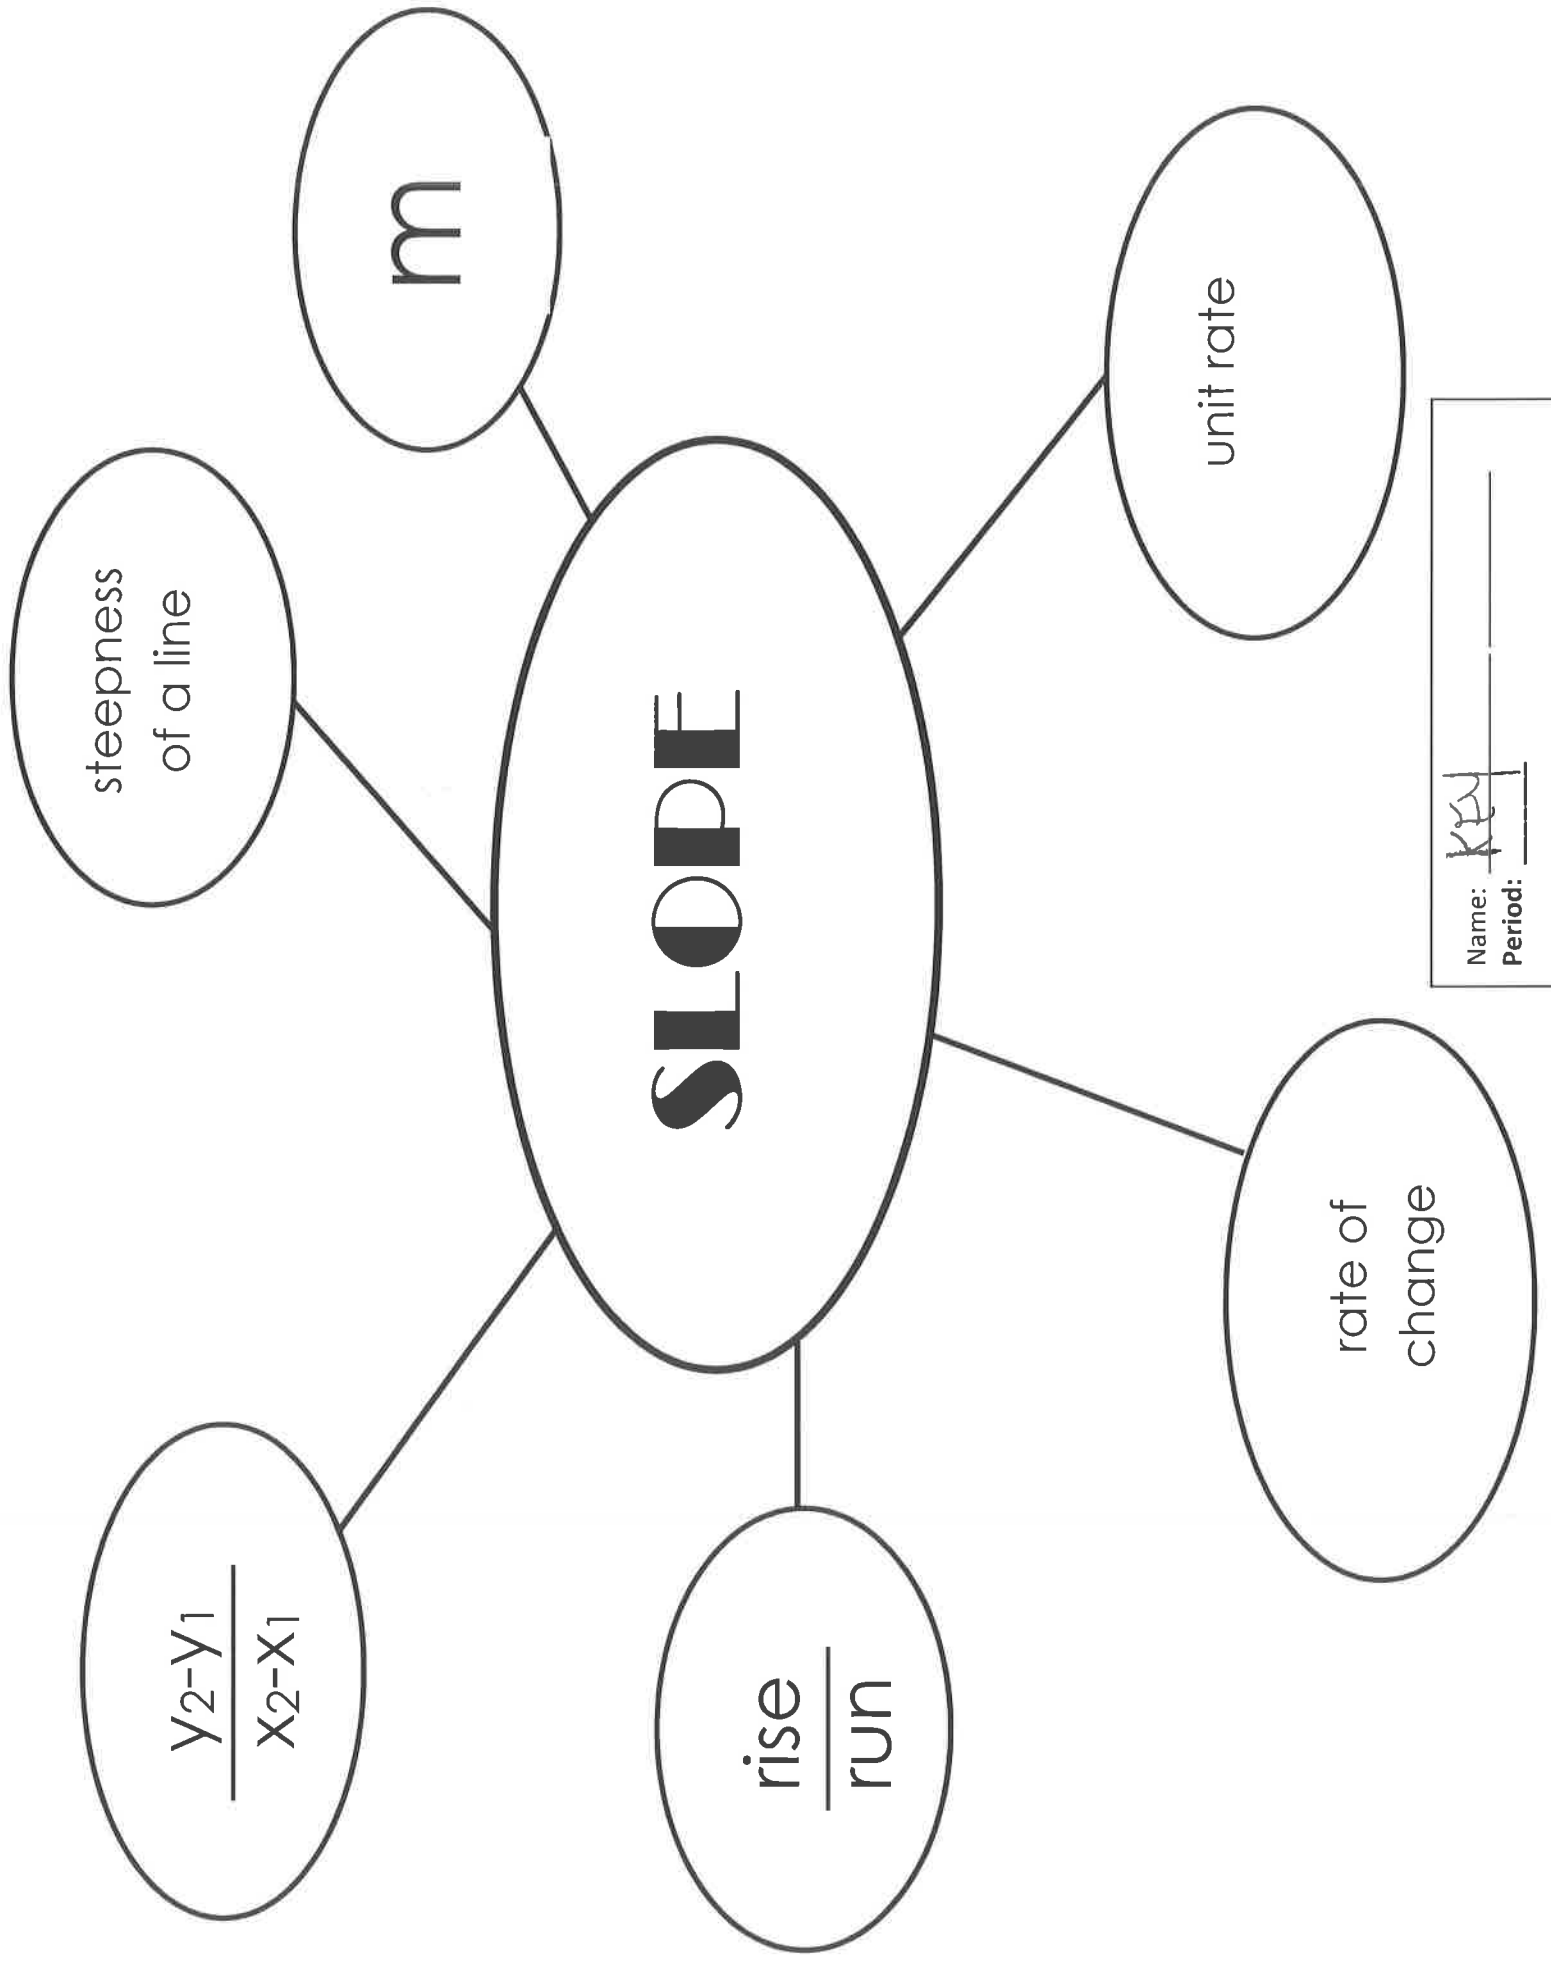 steepness
of a line
m
y2-y1
x2-x1
SLOPE
rise
run
unit rate
rate of
change
Name: KEY
Period: